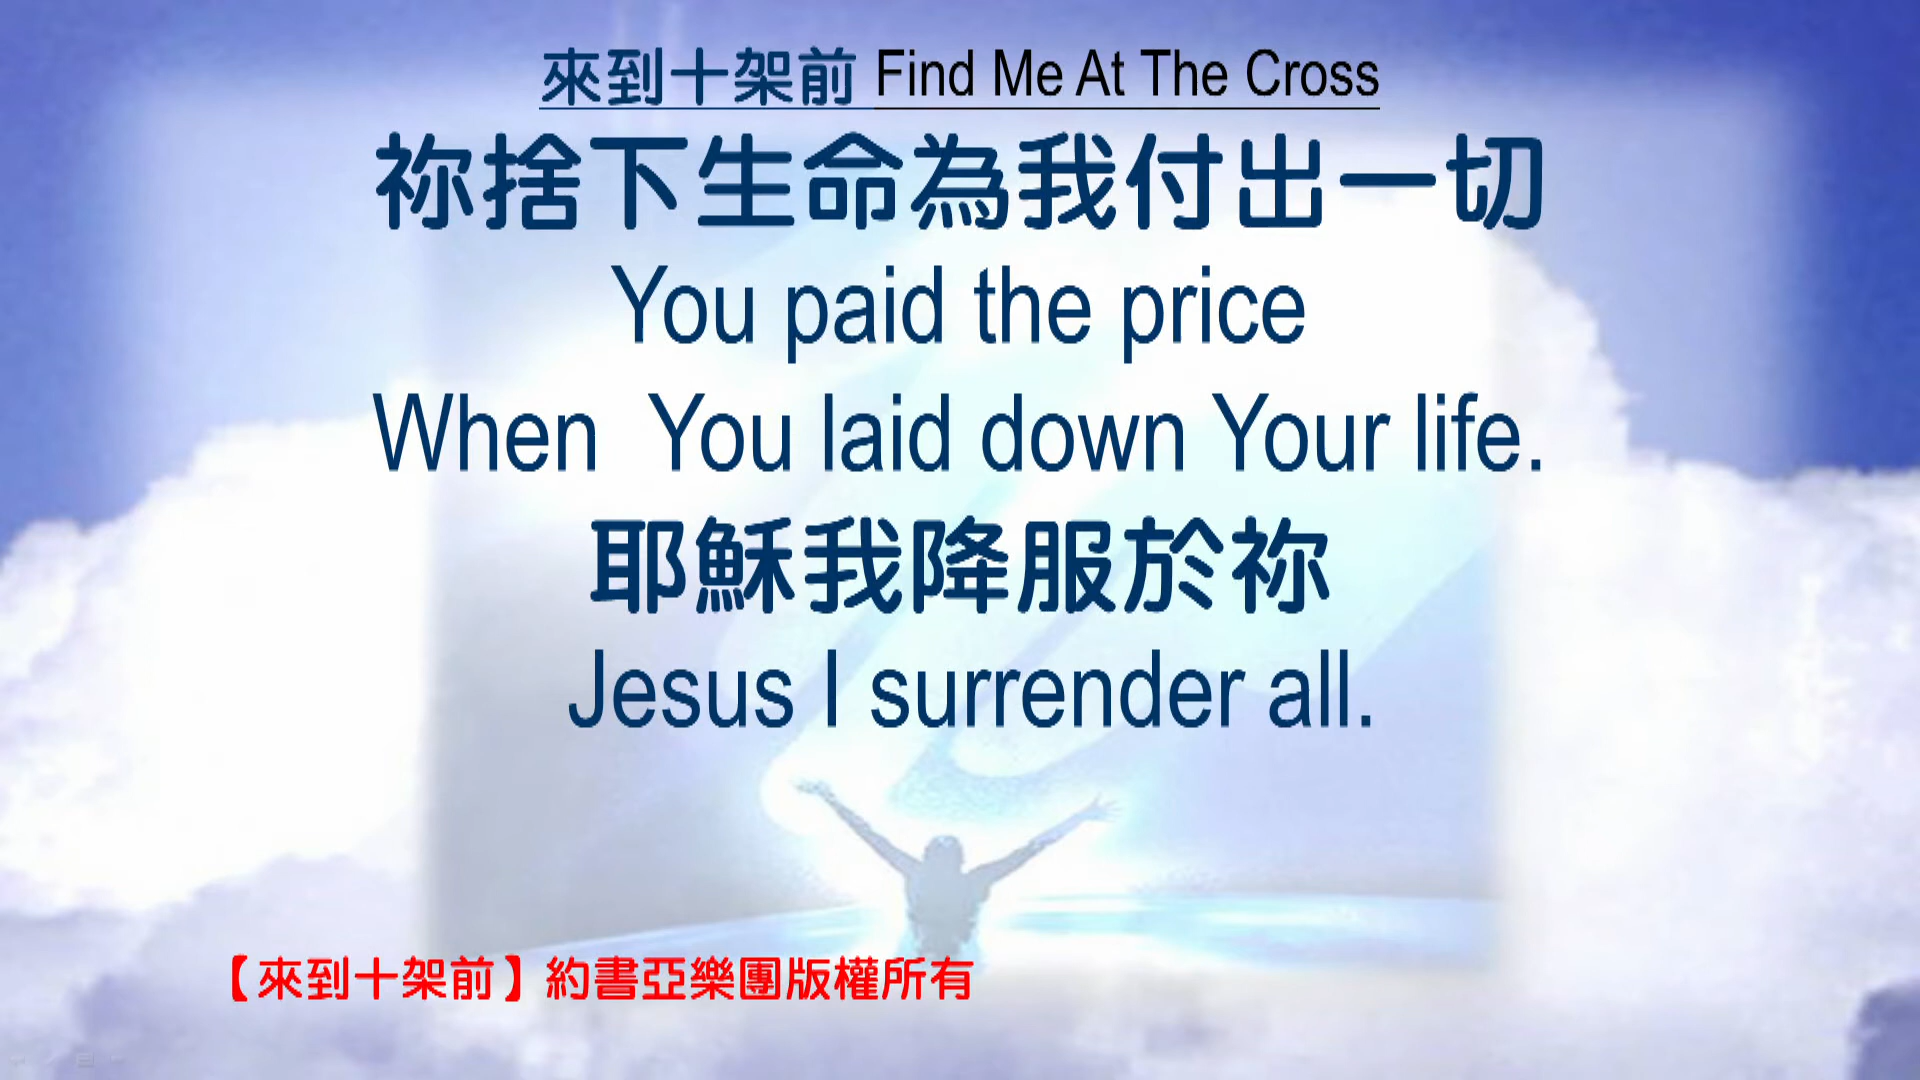 來到十架前 Find Me At The Cross
祢捨下生命為我付出一切
You paid the price
When  You laid down Your life.
耶穌我降服於祢
Jesus I surrender all.
【來到十架前】約書亞樂團版權所有